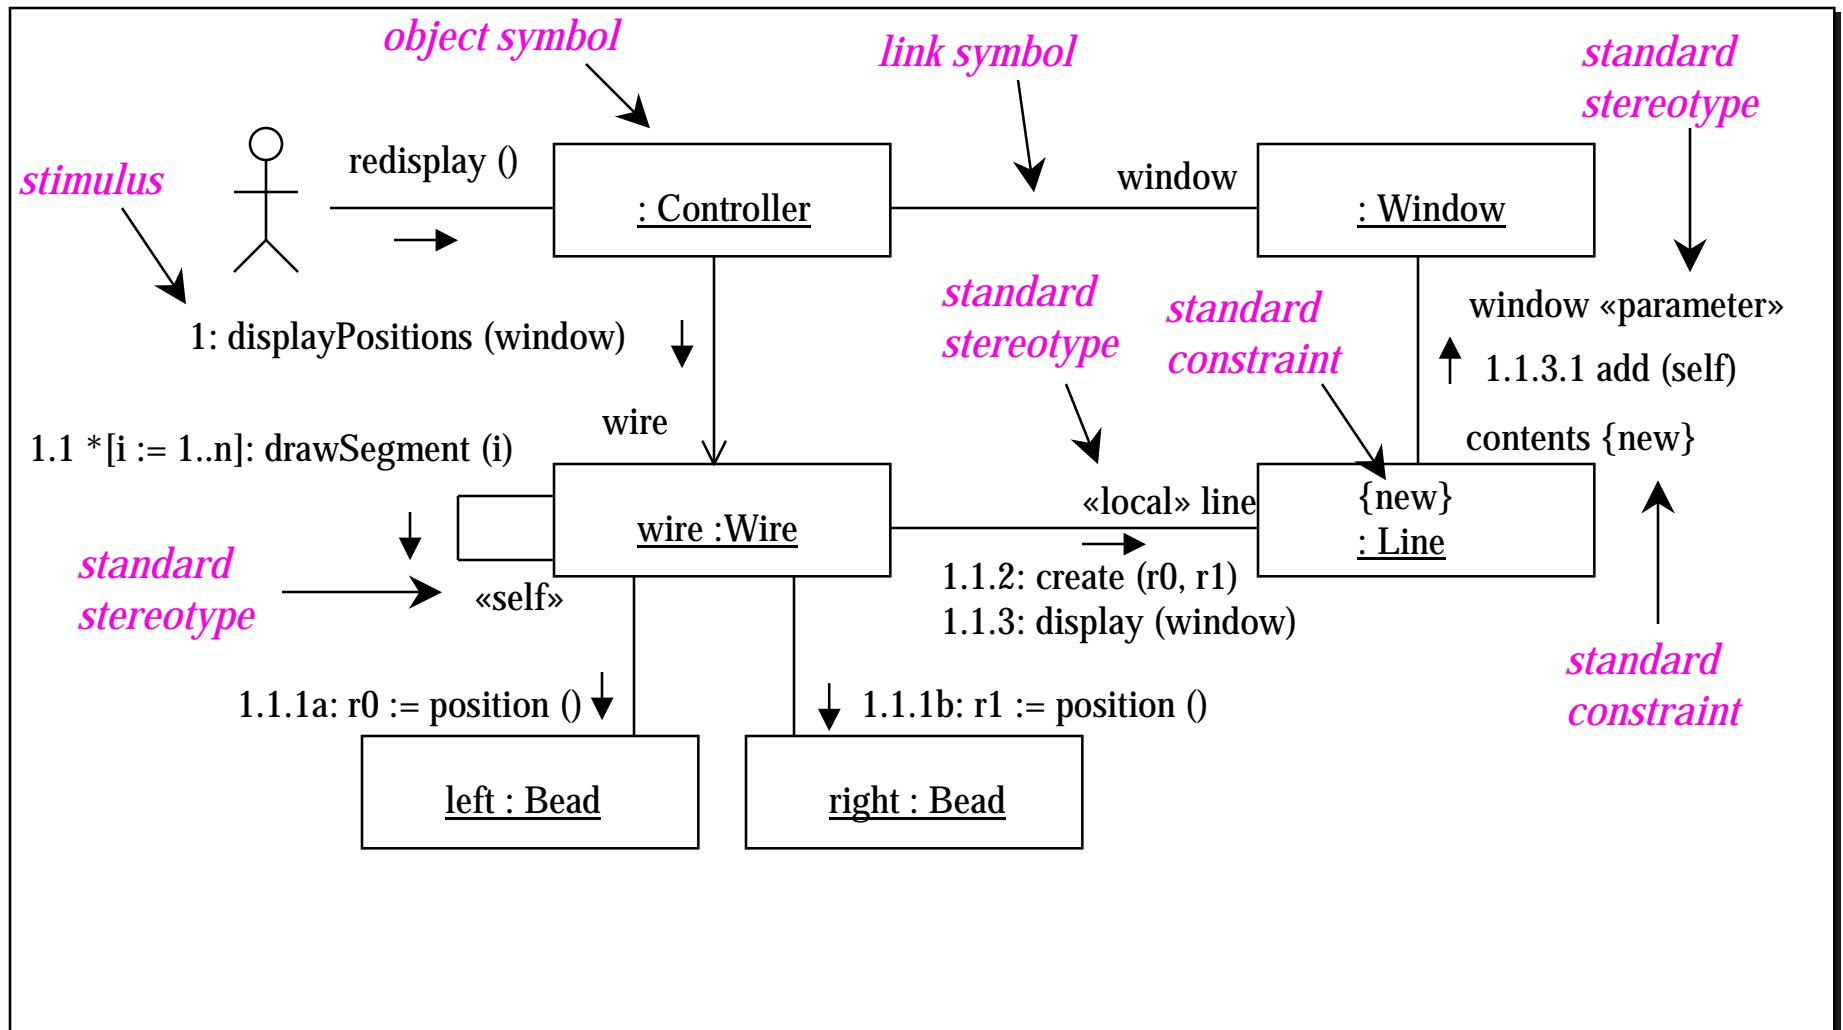 object symbol
link symbol
standard
stereotype
stimulus
redisplay ()
: Controller
window
: Window
standard
stereotype
standard
constraint
window «parameter»
1: displayPositions (window)
1.1.3.1 add (self)
wire
contents {new}
1.1 *[i := 1..n]: drawSegment (i)
«local» line
{new}
: Line
wire :Wire
standard
stereotype
«self»
1.1.2: create (r0, r1)
1.1.3: display (window)
standard
constraint
1.1.1a: r0 := position ()
1.1.1b: r1 := position ()
left : Bead
right : Bead